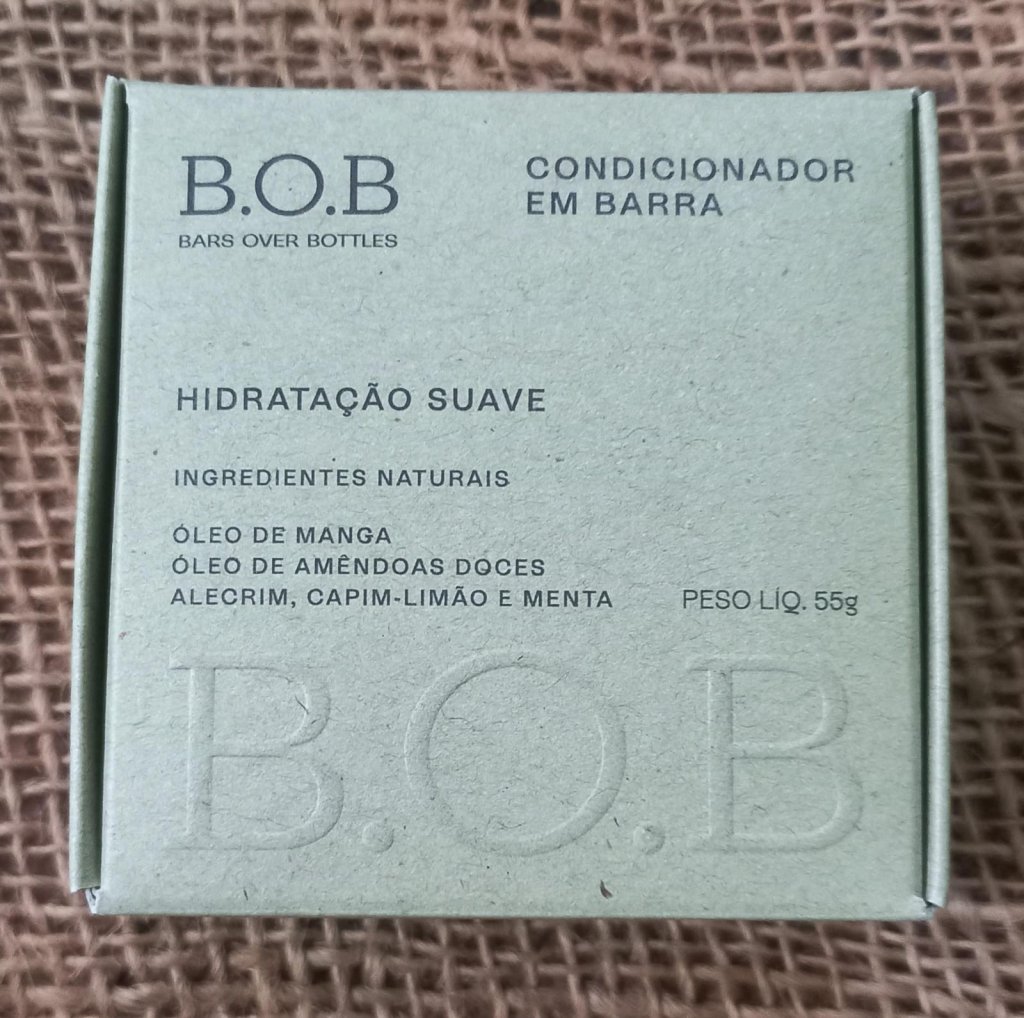 B.O.B
BARS OVER BOTTLES
CONDICIONADOR
EM BARRA
HIDRATAÇÃO SUAVE
INGREDIENTES NATURAIS
ÓLEO DE MANGA
ÓLEO DE AMÊNDOAS DOCES
ALECRIM, CAPIM-LIMÃO E MENTA
PESO LÍQ. 55g
B.O.B